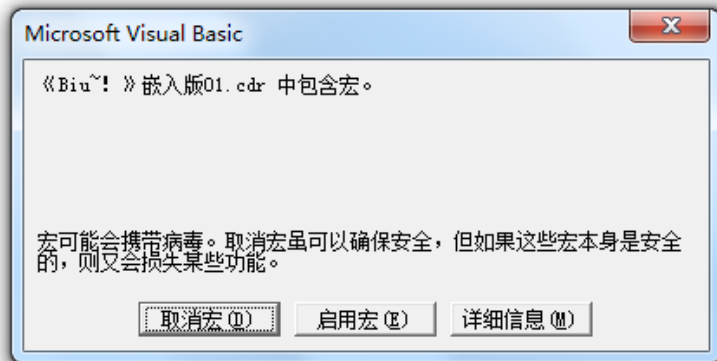 Microsoft Visual Basic
《Biu~! 》嵌入版01.cdr 中包含宏。
宏可能会携带病毒。取消宏虽可以确保安全，但如果这些宏本身是安全
的，则又会损失某些功能。
取消宏(D) 启用宏(E) 详细信息(M)